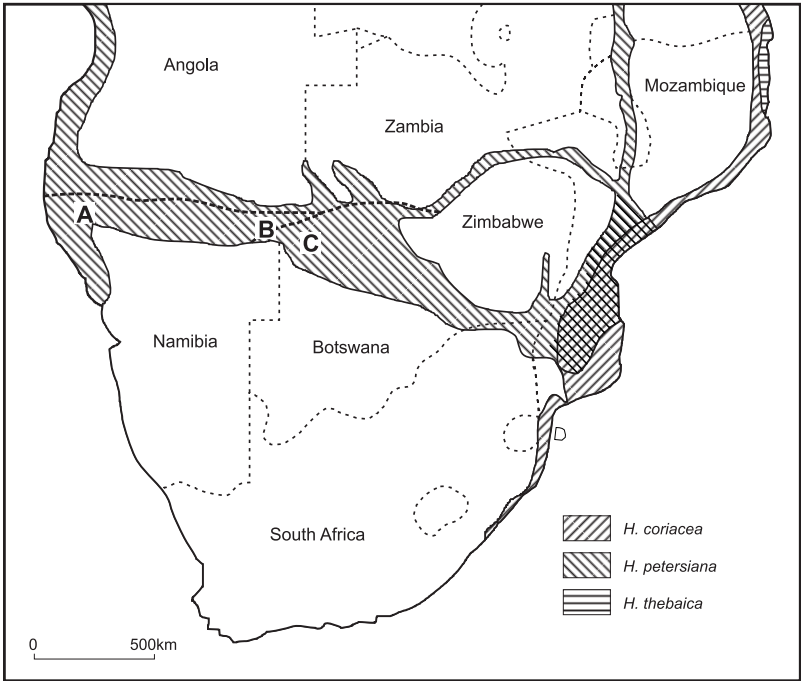 Angola
Mozambique
Zambia
A
B
C
Zimbabwe
Namibia
Botswana
D
South Africa
H. coriacea
H. petersiana
H. thebaica
0 500km